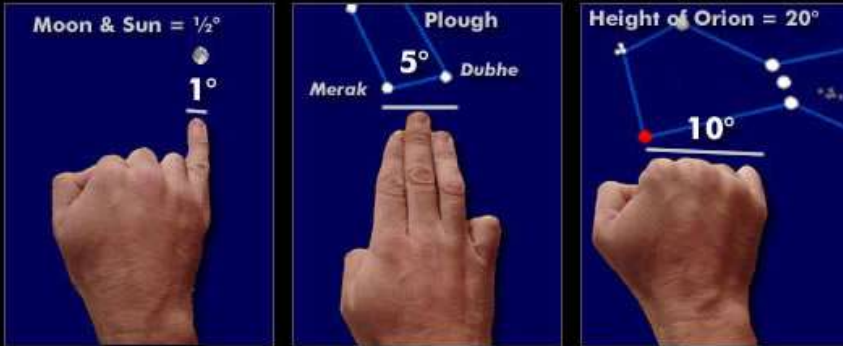 Moon & Sun = ½°
1°
Plough
5°
Merak
Dubhe
Height of Orion = 20°
10°